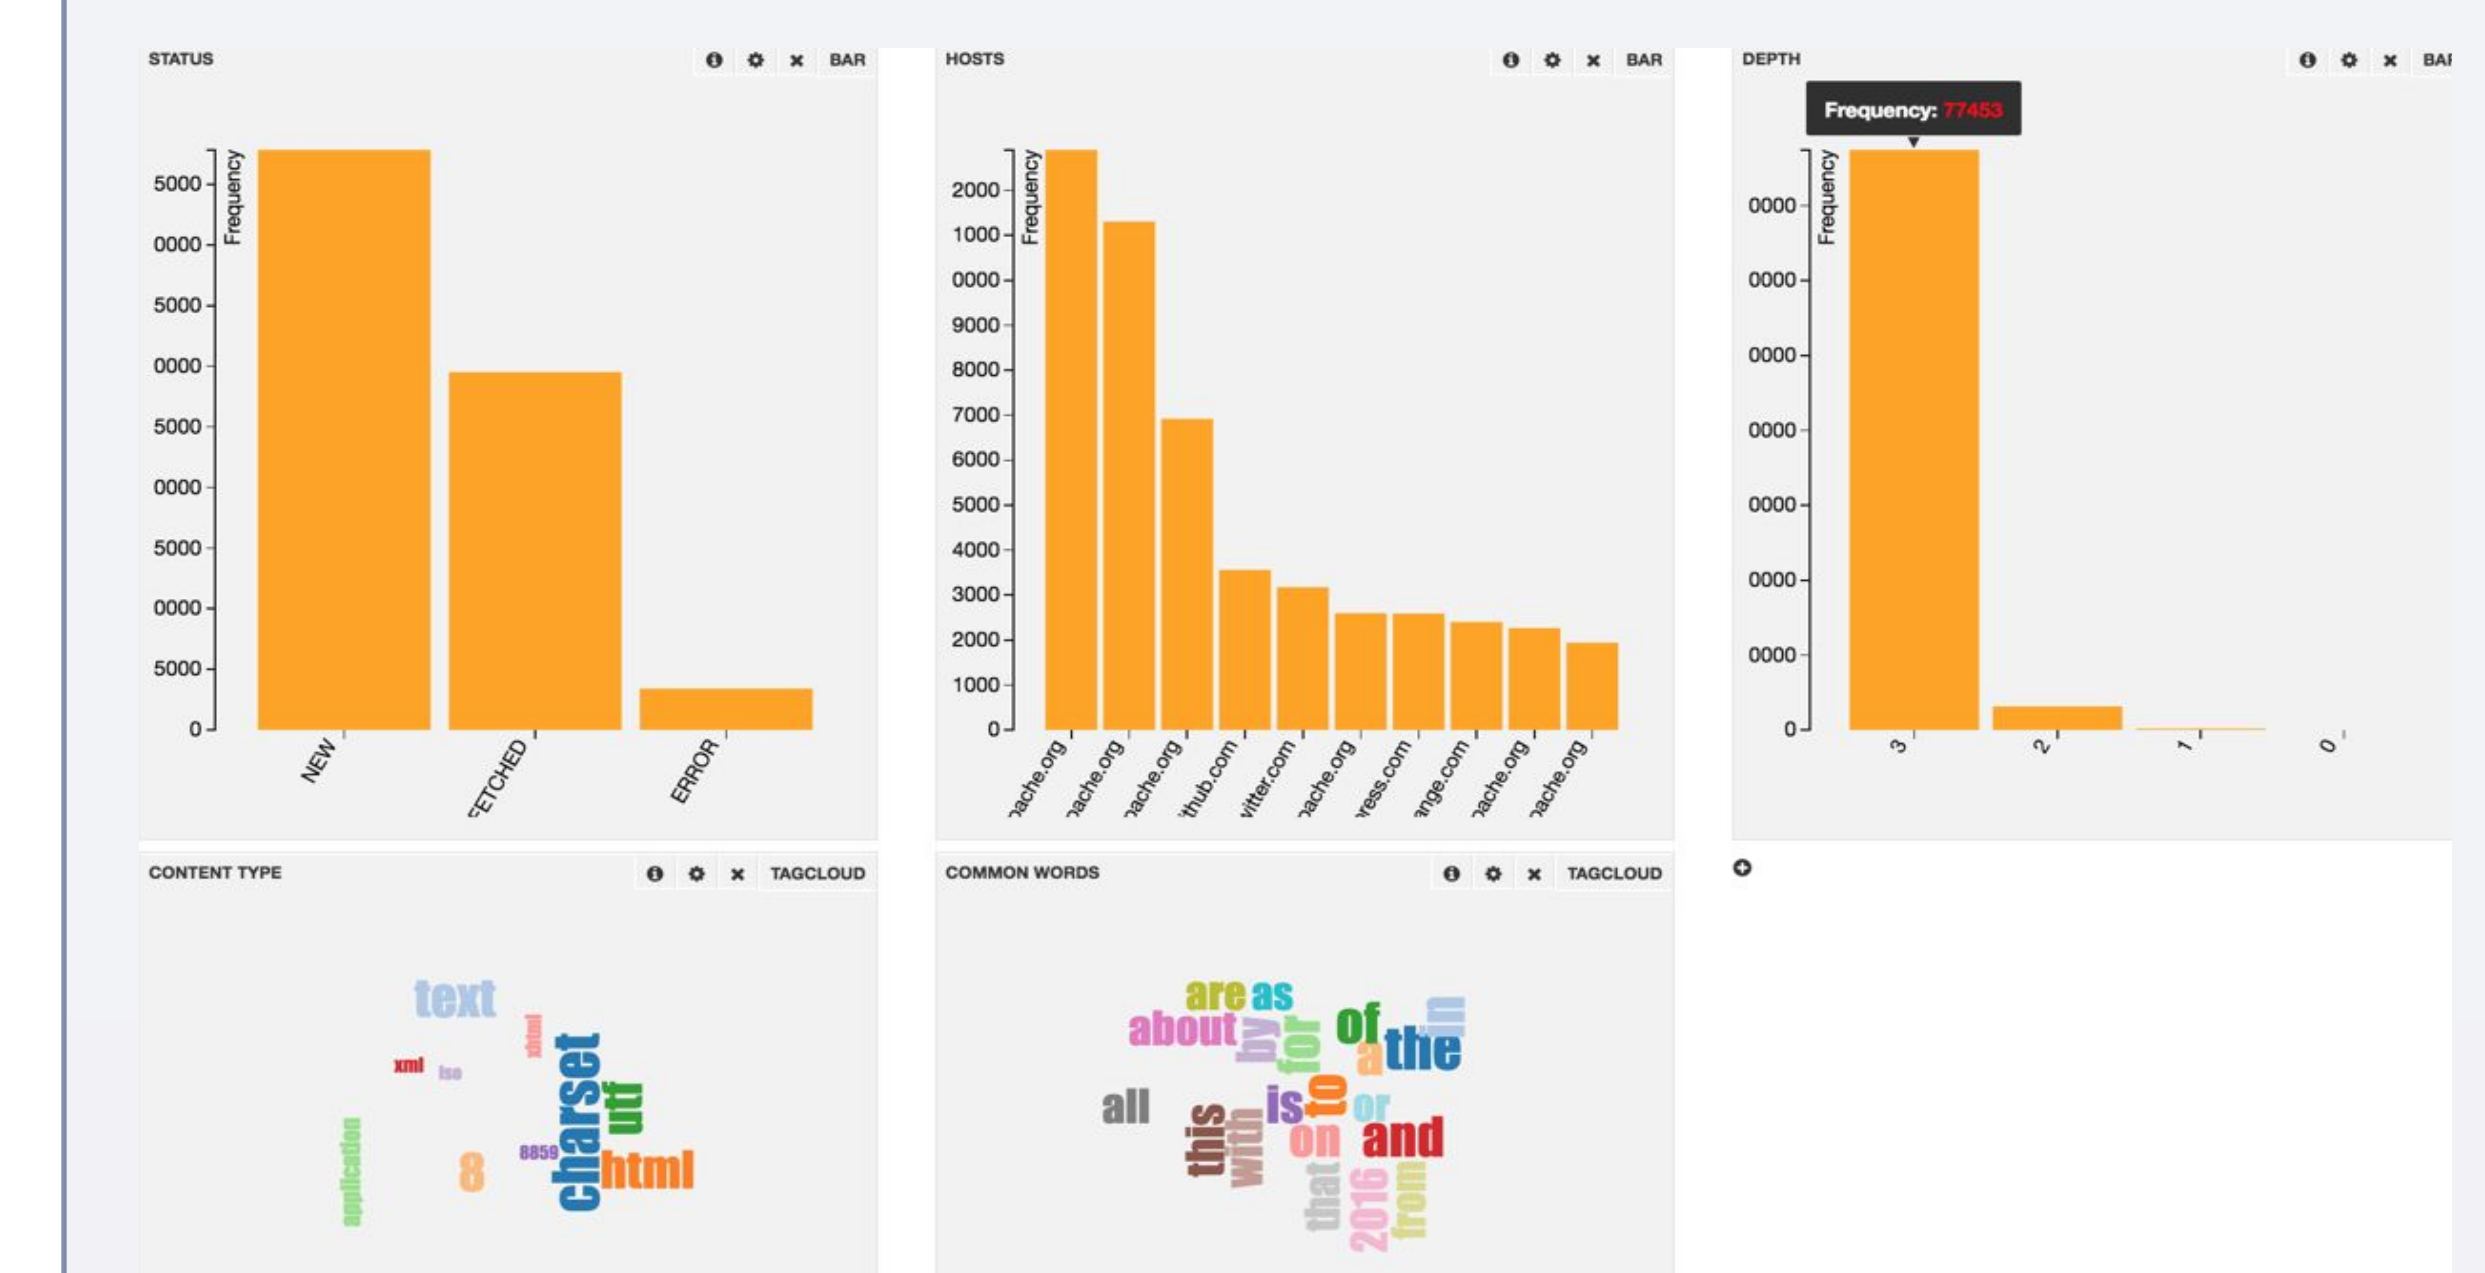 STATUS
BAR
Frequency
5000
0000
5000
0000
5000
0000
5000
0000
5000
0
NEW
FETCHED
ERROR
HOSTS
BAR
Frequency
2000
1000
0000
9000
8000
7000
6000
5000
4000
3000
2000
1000
0
pache.org
pache.org
pache.org
ithub.com
witter.com
pache.org
press.com
ange.com
pache.org
pache.org
DEPTH
BAR
Frequency: 77453
Frequency
0000
0000
0000
0000
0000
0000
0000
0
3
2
1
0
CONTENT TYPE
TAGCLOUD
text
xhtml
xml
iso
charset
utf
application
8
8859
html
COMMON WORDS
TAGCLOUD
are as
about by for of a the in
all this with is to or
on and
that 2016 from